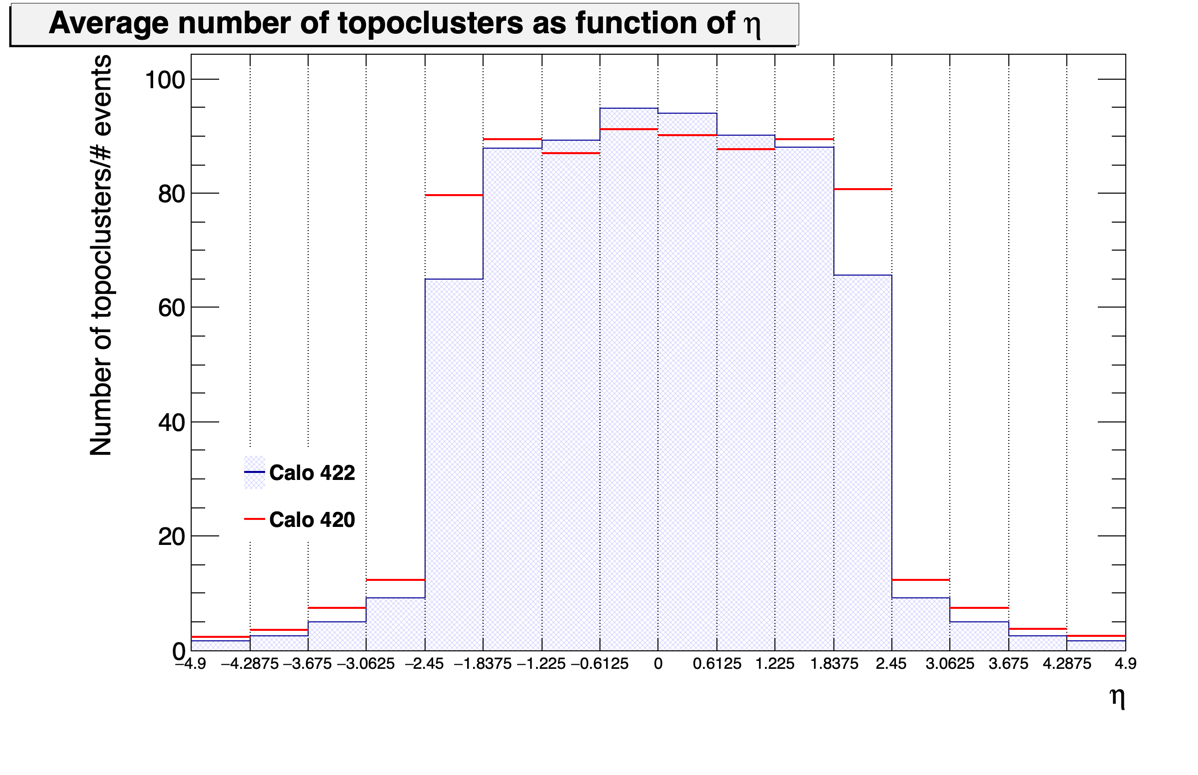 Average number of topoclusters as function of η
Number of topoclusters/# events
100
80
60
40
20
0
Calo 422
Calo 420
−4.9 −4.2875 −3.675 −3.0625 −2.45 −1.8375 −1.225 −0.6125 0 0.6125 1.225 1.8375 2.45 3.0625 3.675 4.2875 4.9
η